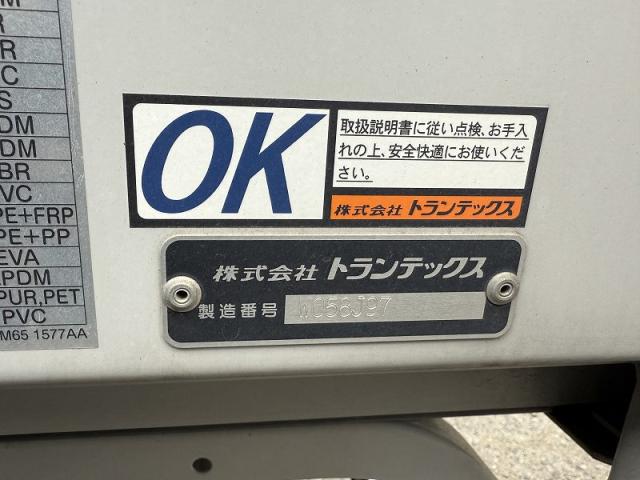 M
R
R
C
S
DM
DM
BR
VC
PE+FRP
PE+PP
EVA
PDM
PUR,PET
PVC
M65 1577AA
OK
取扱説明書に従い点検、お手入
れの上、安全快適にお使いくだ
さい。
株式会社 トランテックス
株式会社 トランテックス
製造番号 WC58J97